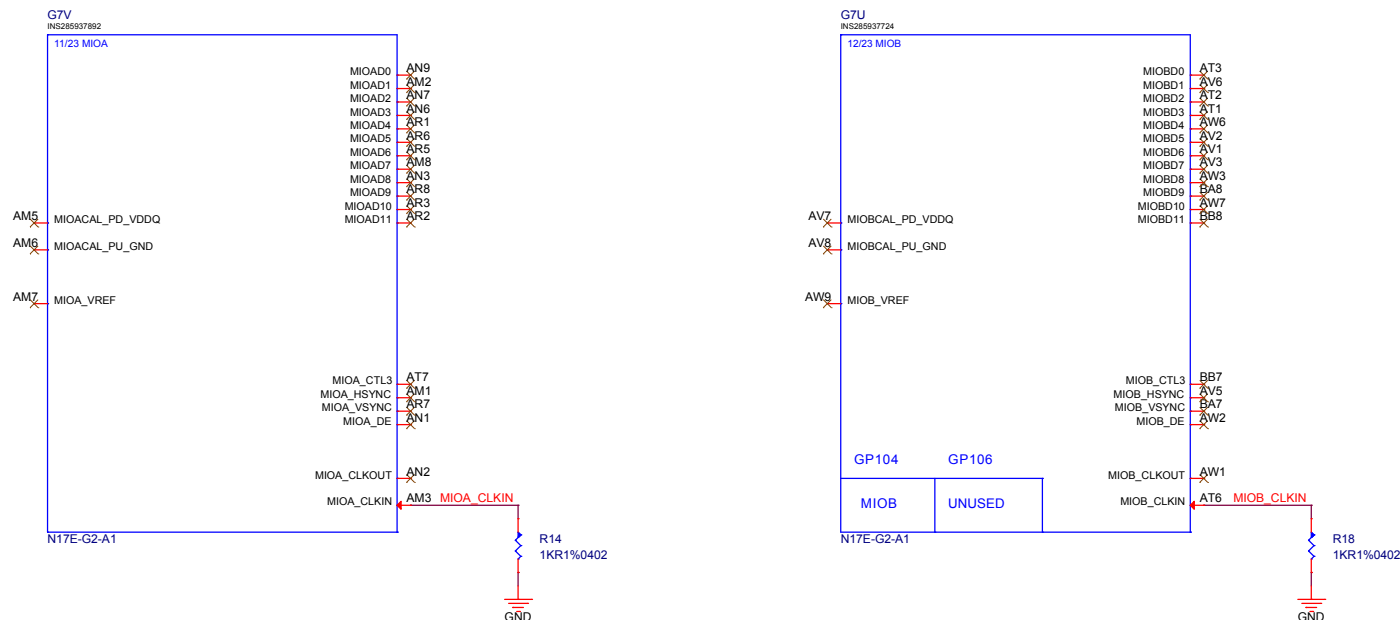 G7V
INS285937892
11/23 MIOA
MIOAD0 AN9
MIOAD1 AM2
MIOAD2 AN7
MIOAD3 AN6
MIOAD4 AR1
MIOAD5 AR6
MIOAD6 AR5
MIOAD7 AM8
MIOAD8 AN3
MIOAD9 AR8
MIOAD10 AR3
MIOAD11 AR2
AM5 MIOACAL_PD_VDDQ
AM6 MIOACAL_PU_GND
AM7 MIOA_VREF
MIOA_CTL3 AT7
MIOA_HSYNC AM1
MIOA_VSYNC AR7
MIOA_DE AN1
MIOA_CLKOUT AN2
MIOA_CLKIN AM3 MIOA_CLKIN
N17E-G2-A1
R14
1KR1%0402
GND
G7U
INS285937724
12/23 MIOB
MIOBD0 AT3
MIOBD1 AV6
MIOBD2 AT2
MIOBD3 AT1
MIOBD4 AW6
MIOBD5 AV2
MIOBD6 AV1
MIOBD7 AV3
MIOBD8 AW3
MIOBD9 BA8
MIOBD10 AW7
MIOBD11 BB8
AV7 MIOBCAL_PD_VDDQ
AV8 MIOBCAL_PU_GND
AW9 MIOB_VREF
MIOB_CTL3 BB7
MIOB_HSYNC AV5
MIOB_VSYNC BA7
MIOB_DE AW2
GP104 GP106
MIOB_CLKOUT AW1
MIOB UNUSED
MIOB_CLKIN AT6 MIOB_CLKIN
N17E-G2-A1
R18
1KR1%0402
GND